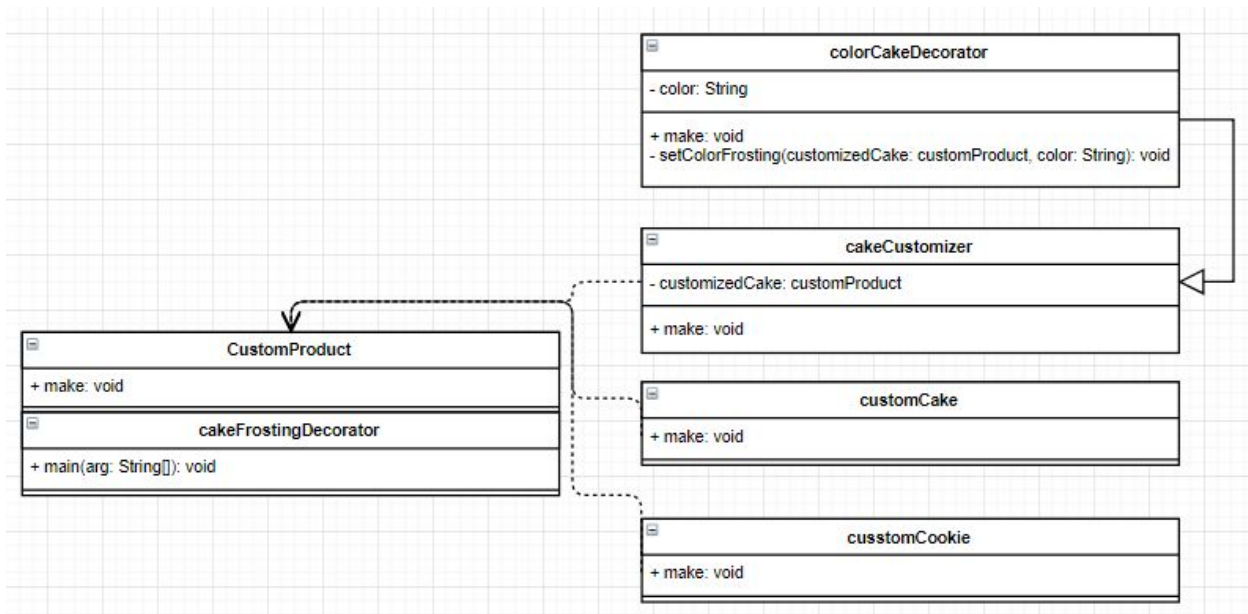 colorCakeDecorator
- color: String
+ make: void
- setColorFrosting(customizedCake: customProduct, color: String): void
cakeCustomizer
- customizedCake: customProduct
+ make: void
CustomProduct
+ make: void
cakeFrostingDecorator
+ main(arg: String[]): void
customCake
+ make: void
cusstomCookie
+ make: void